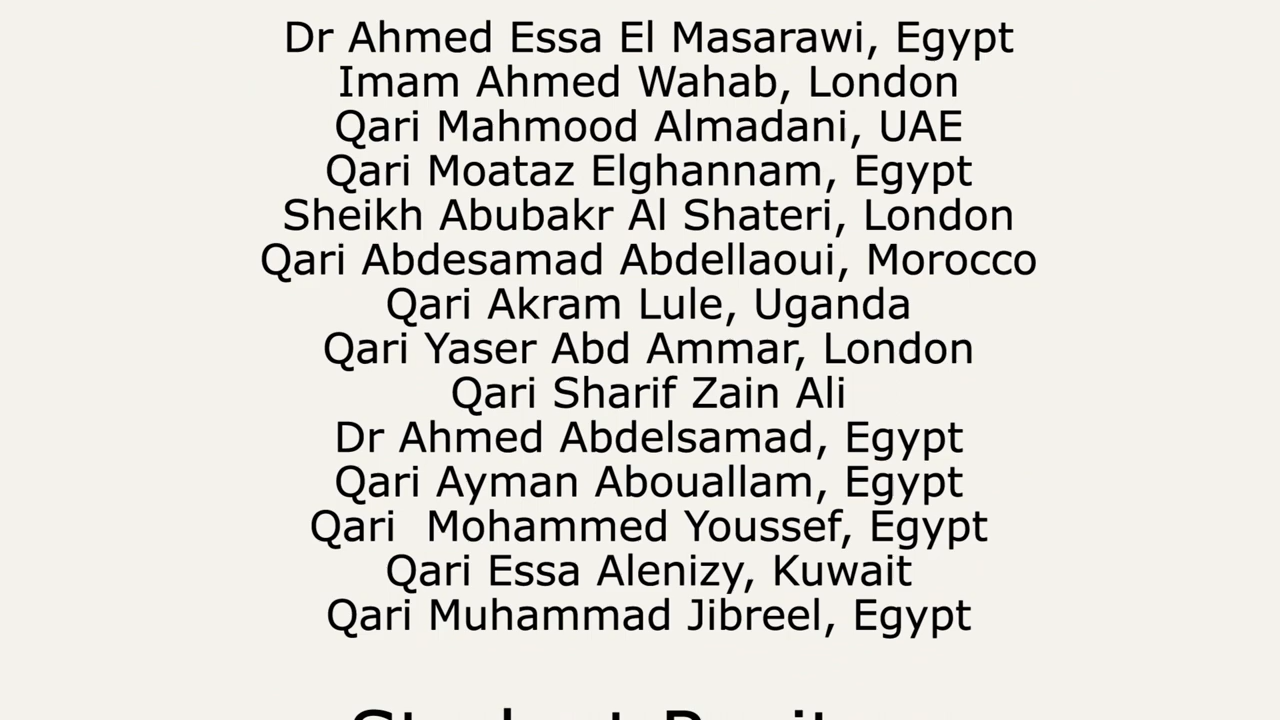 Dr Ahmed Essa El Masarawi, Egypt
Imam Ahmed Wahab, London
Qari Mahmood Almadani, UAE
Qari Moataz Elghannam, Egypt
Sheikh Abubakr Al Shateri, London
Qari Abdesamad Abdellaoui, Morocco
Qari Akram Lule, Uganda
Qari Yaser Abd Ammar, London
Qari Sharif Zain Ali
Dr Ahmed Abdelsamad, Egypt
Qari Ayman Abouallam, Egypt
Qari  Mohammed Youssef, Egypt
Qari Essa Alenizy, Kuwait
Qari Muhammad Jibreel, Egypt